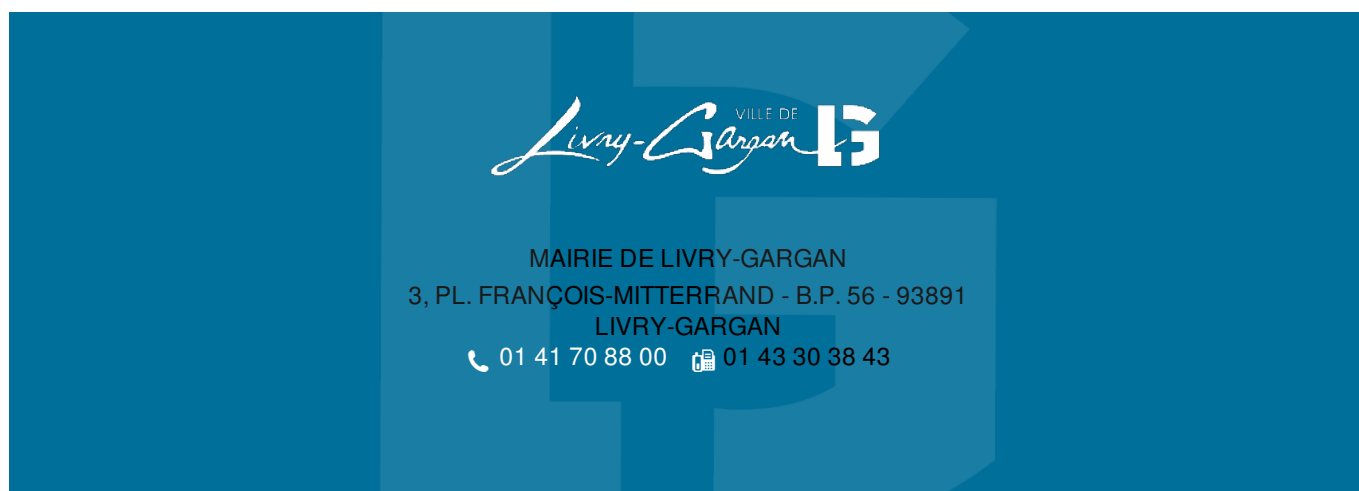 VILLE DE
Livry-Gargan LG
MAIRIE DE LIVRY-GARGAN
3, PL. FRANÇOIS-MITTERRAND - B.P. 56 - 93891
LIVRY-GARGAN
01 41 70 88 00 01 43 30 38 43